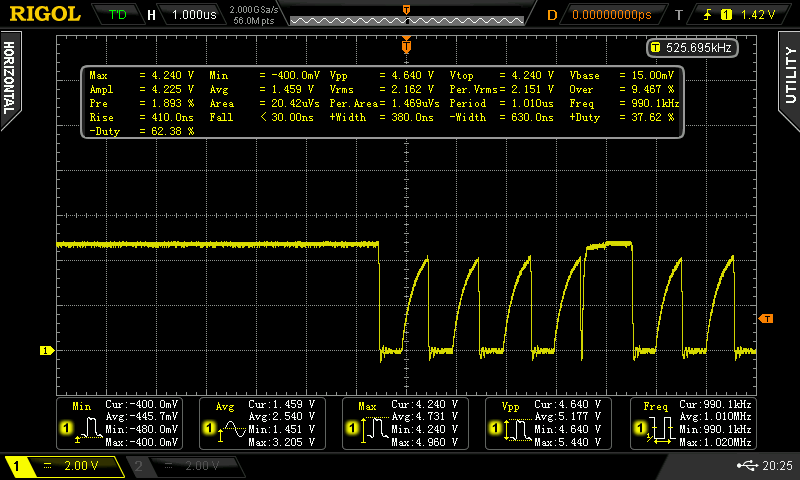 RIGOL T'D H 1.000us 2.000GSa/s 56.0M pts D 0.00000000ps T 1 1.42 V
HORIZONTAL
UTILITY
T
T 525.695kHz
Max = 4.240 V Min = -400.0mV Vpp = 4.640 V Vtop = 4.240 V Vbase = 15.00mV
Ampl = 4.225 V Avg = 1.459 V Vrms = 2.162 V Per.Vrms= 2.151 V Over = 9.467 %
Pre = 1.893 % Area = 20.42uVs Per.Area= 1.469uVs Period = 1.010us Freq = 990.1kHz
Rise = 410.0ns Fall < 30.00ns +Width = 380.0ns -Width = 630.0ns +Duty = 37.62 %
-Duty = 62.38 %
T
1
Min Cur:-400.0mV
Avg:-445.7mV
1 Min:-480.0mV
Max:-400.0mV
Avg Cur:1.459 V
Avg:2.540 V
1 Min:1.451 V
Max:3.205 V
Max Cur:4.240 V
Avg:4.731 V
1 Min:4.240 V
Max:4.960 V
Vpp Cur:4.640 V
Avg:5.177 V
1 Min:4.640 V
Max:5.440 V
Freq Cur:990.1kHz
Avg:1.010MHz
1 Min:990.1kHz
Max:1.020MHz
1 = 2.00 V 2 = 2.00 V 20:25